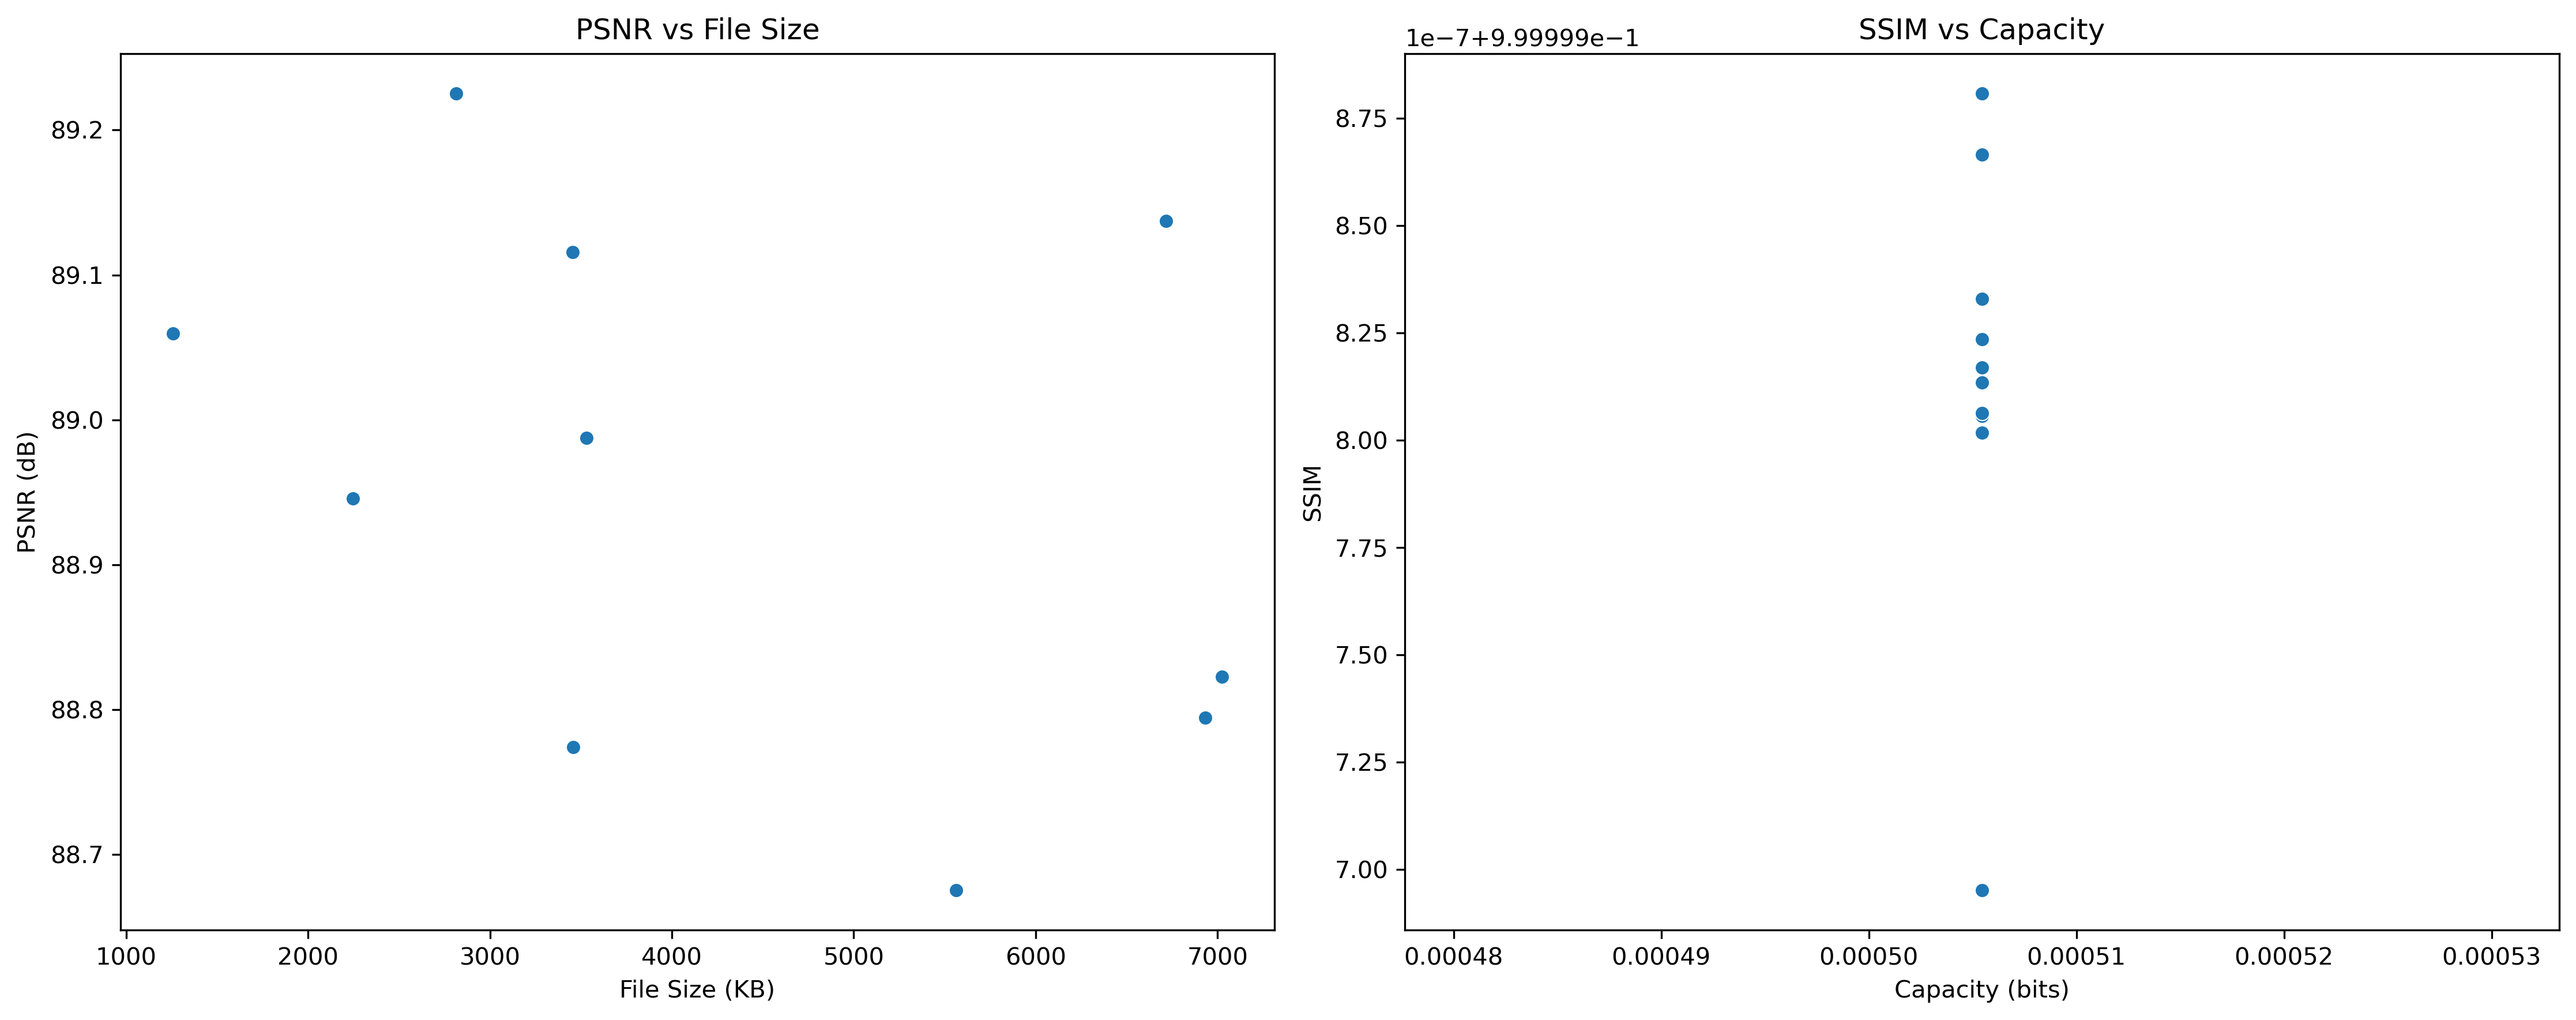 PSNR vs File Size
89.2
89.1
89.0
88.9
88.8
88.7
PSNR (dB)
1000 2000 3000 4000 5000 6000 7000
File Size (KB)
SSIM vs Capacity
1e−7+9.99999e−1
8.75
8.50
8.25
8.00
7.75
7.50
7.25
7.00
SSIM
0.00048 0.00049 0.00050 0.00051 0.00052 0.00053
Capacity (bits)